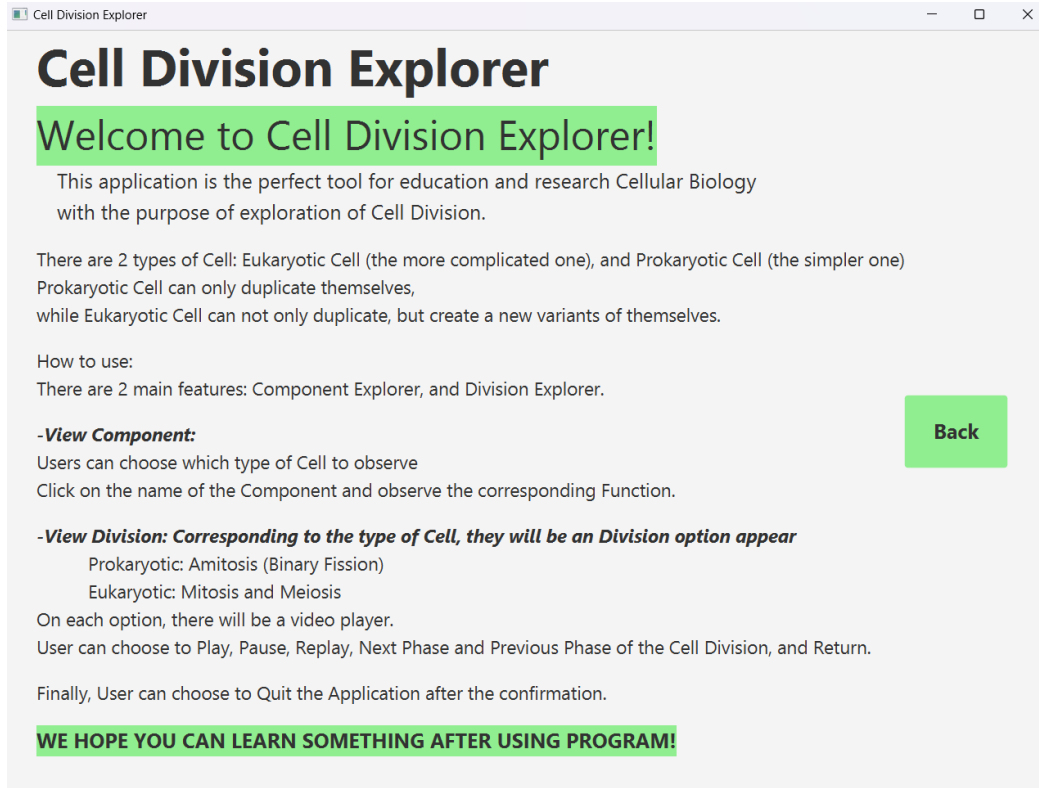 Cell Division Explorer
Cell Division Explorer
Welcome to Cell Division Explorer!
This application is the perfect tool for education and research Cellular Biology
with the purpose of exploration of Cell Division.
There are 2 types of Cell: Eukaryotic Cell (the more complicated one), and Prokaryotic Cell (the simpler one)
Prokaryotic Cell can only duplicate themselves,
while Eukaryotic Cell can not only duplicate, but create a new variants of themselves.
How to use:
There are 2 main features: Component Explorer, and Division Explorer.
Back
-View Component:
Users can choose which type of Cell to observe
Click on the name of the Component and observe the corresponding Function.
-View Division: Corresponding to the type of Cell, they will be an Division option appear
Prokaryotic: Amitosis (Binary Fission)
Eukaryotic: Mitosis and Meiosis
On each option, there will be a video player.
User can choose to Play, Pause, Replay, Next Phase and Previous Phase of the Cell Division, and Return.
Finally, User can choose to Quit the Application after the confirmation.
WE HOPE YOU CAN LEARN SOMETHING AFTER USING PROGRAM!